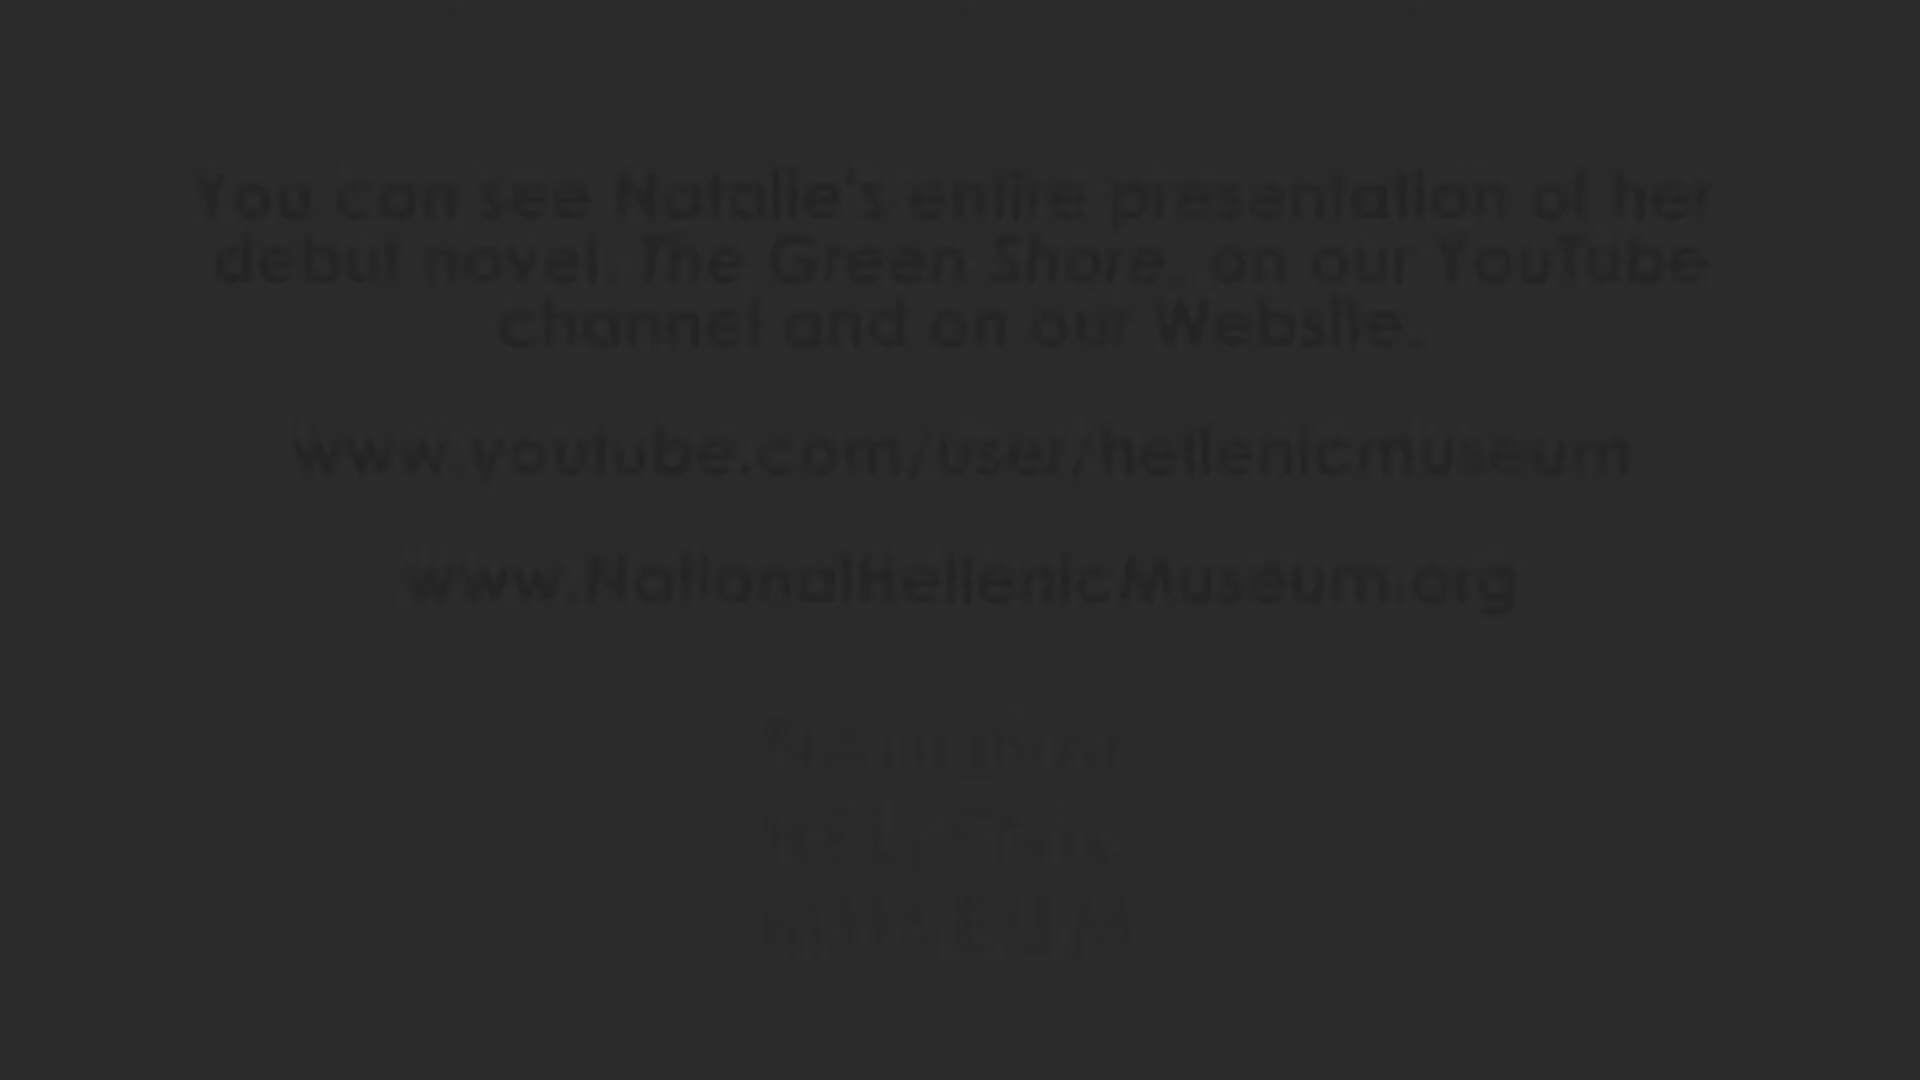 You can see Natalie's entire presentation of her
debut novel, The Green Shore, on our YouTube
channel and on our Website.
www.youtube.com/user/hellenicmuseum
www.NationalHellenicMuseum.org
NATIONAL
HELLENIC
MUSEUM